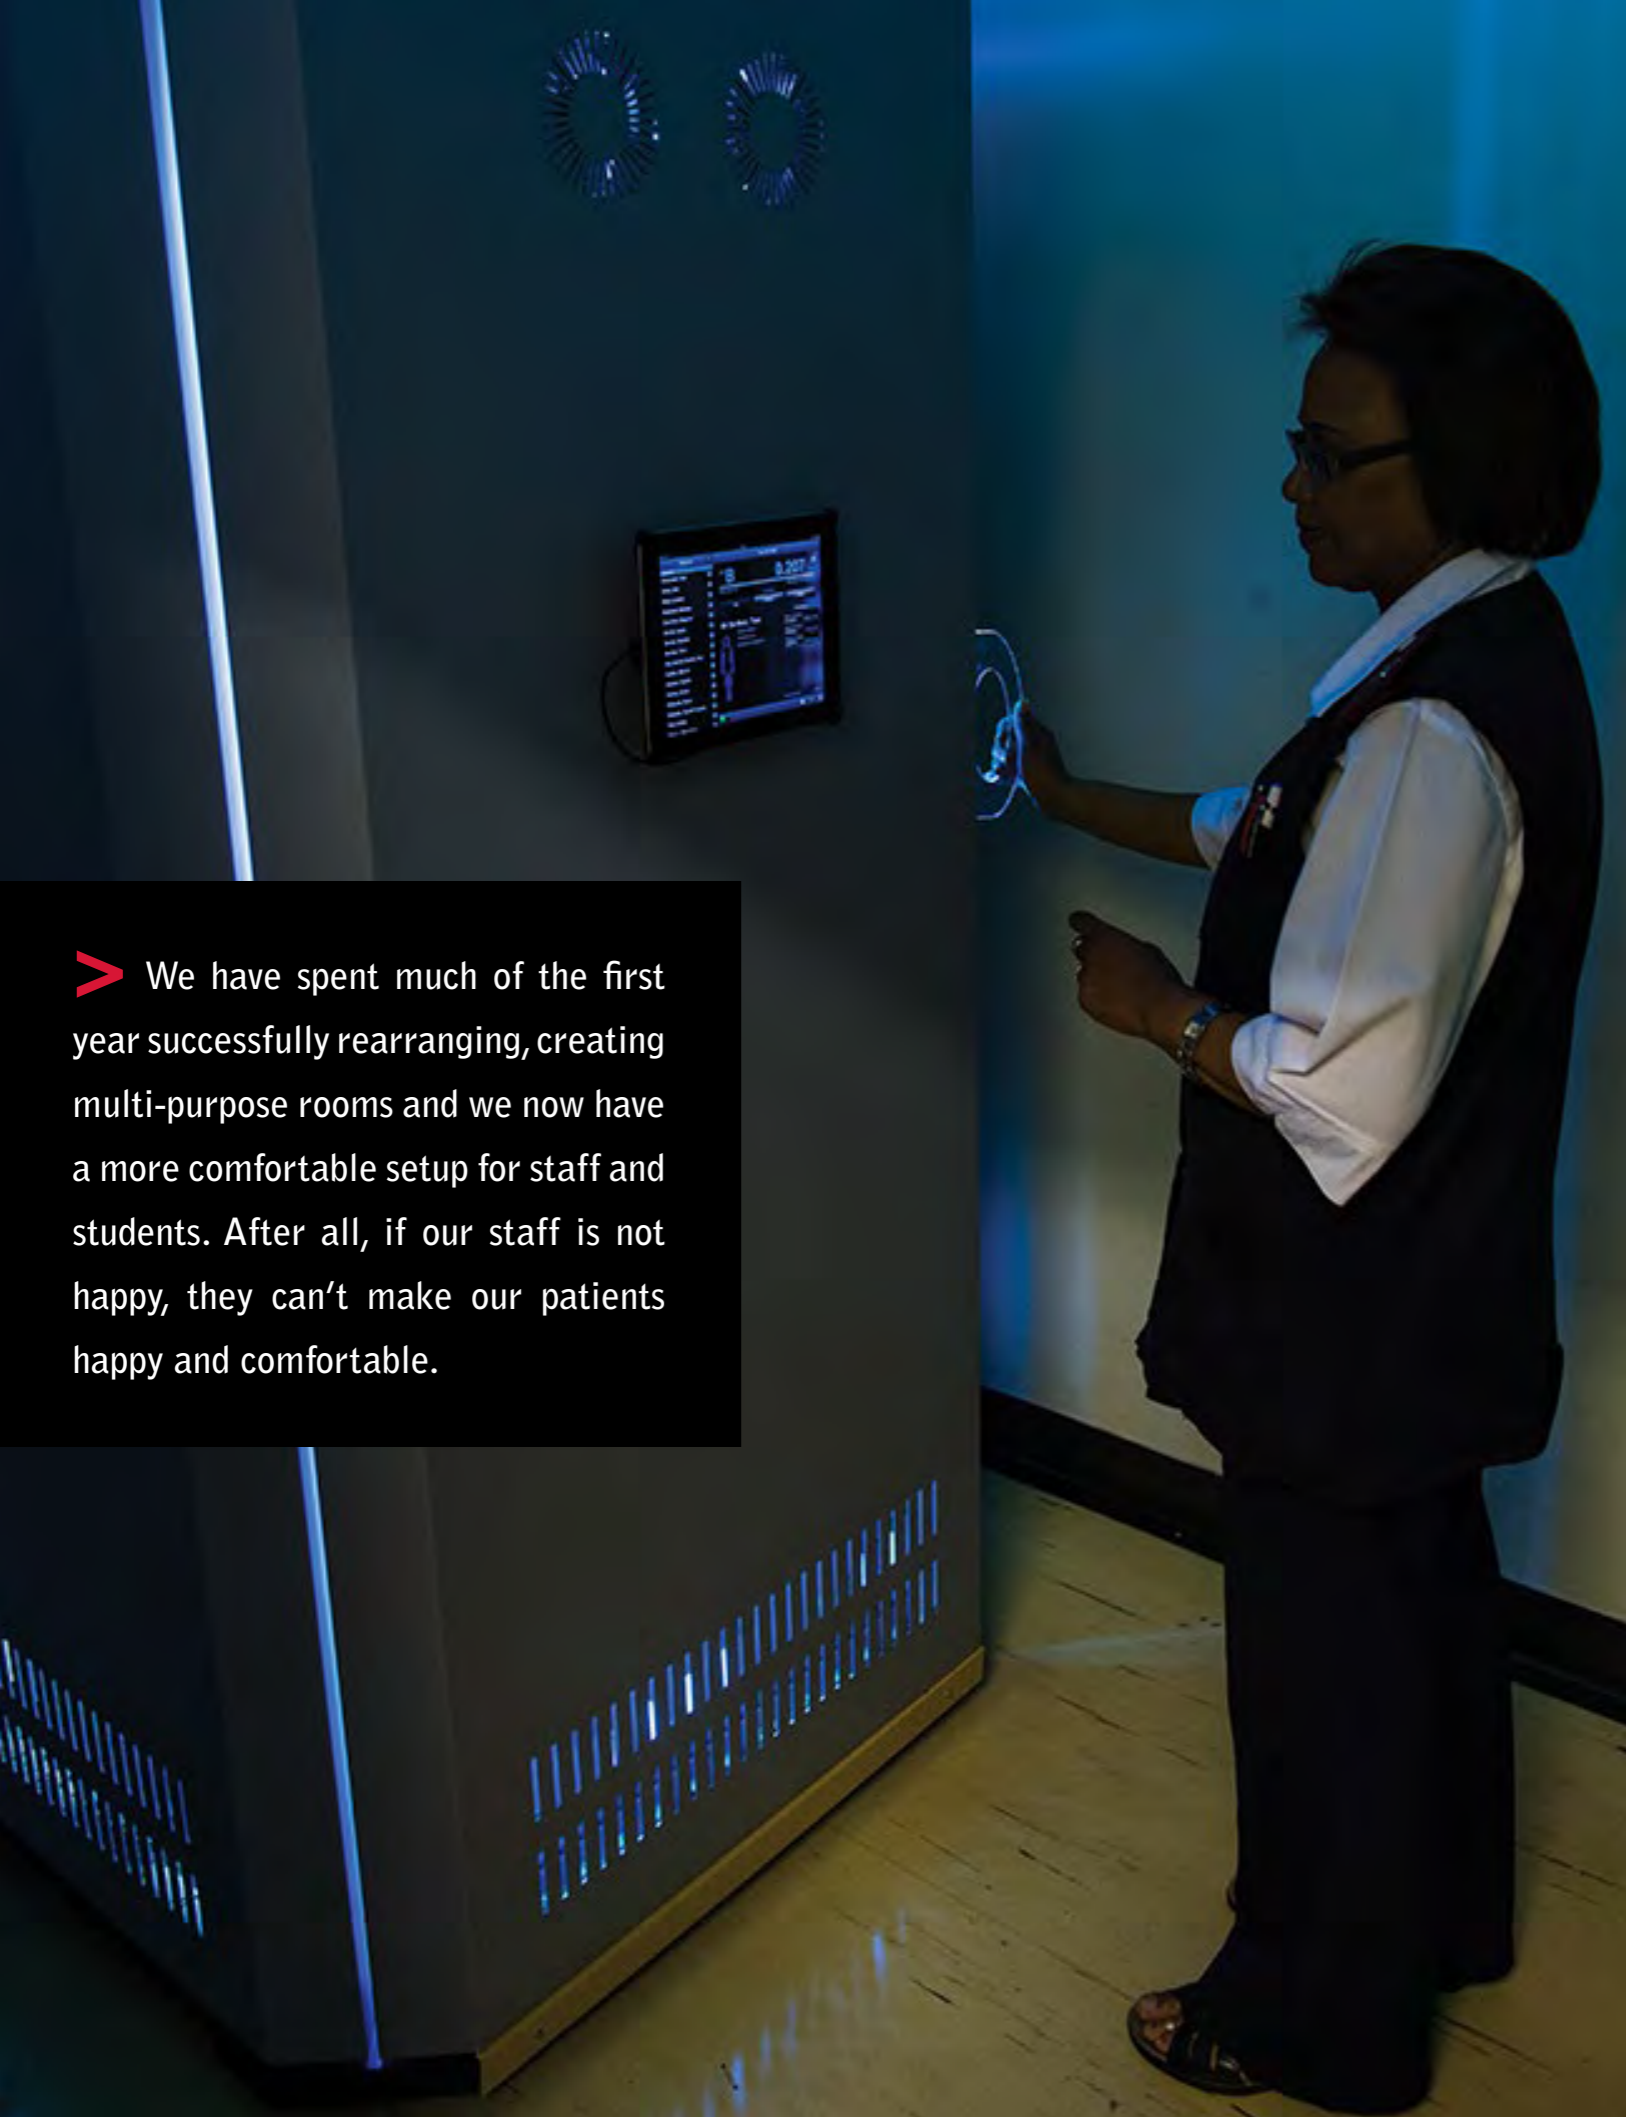 0.207
> We have spent much of the first
year successfully rearranging, creating
multi-purpose rooms and we now have
a more comfortable setup for staff and
students. After all, if our staff is not
happy, they can't make our patients
happy and comfortable.